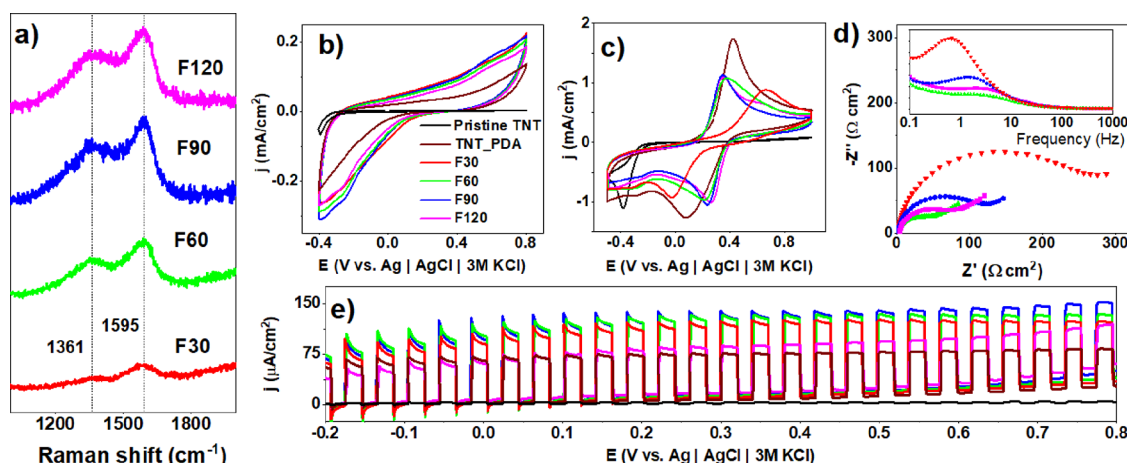 a)
F120
F90
F60
1595
1361
F30
1200 1500 1800
Raman shift (cm⁻¹)
b)
j (mA/cm²)
0.2
0.0
-0.2
Pristine TNT
TNT_PDA
F30
F60
F90
F120
-0.4 0.0 0.4 0.8
E (V vs. Ag | AgCl | 3M KCl)
c)
j (mA/cm²)
2
1
0
-1
0.0 0.4 0.8
E (V vs. Ag | AgCl | 3M KCl)
d)
-Z'' (Ω cm²)
300
250
200
150
100
50
0
0.1 1 10 100 1000
Frequency (Hz)
0 100 200 300
Z' (Ω cm²)
e)
j (µA/cm²)
150
75
0
-0.2 -0.1 0.0 0.1 0.2 0.3 0.4 0.5 0.6 0.7 0.8
E (V vs. Ag | AgCl | 3M KCl)